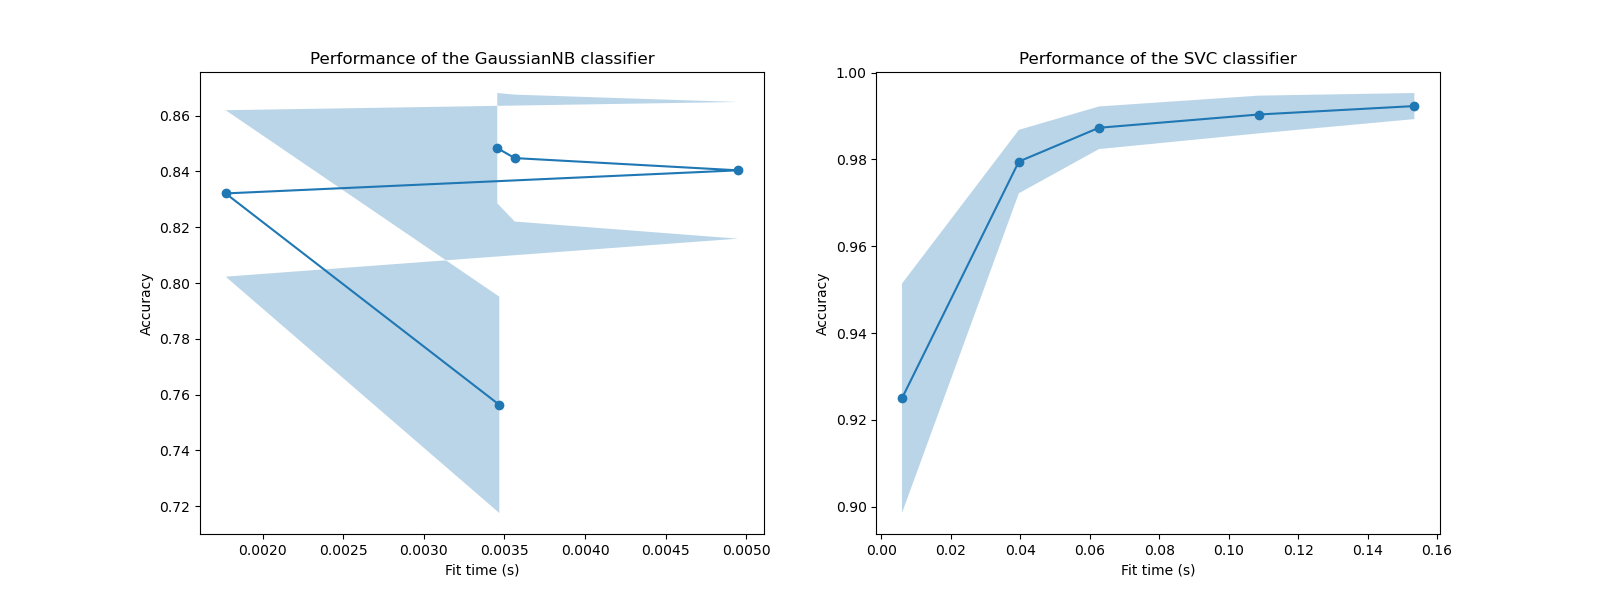 Performance of the GaussianNB classifier
Accuracy
0.86
0.84
0.82
0.80
0.78
0.76
0.74
0.72
0.0020 0.0025 0.0030 0.0035 0.0040 0.0045 0.0050
Fit time (s)
Performance of the SVC classifier
Accuracy
1.00
0.98
0.96
0.94
0.92
0.90
0.00 0.02 0.04 0.06 0.08 0.10 0.12 0.14 0.16
Fit time (s)